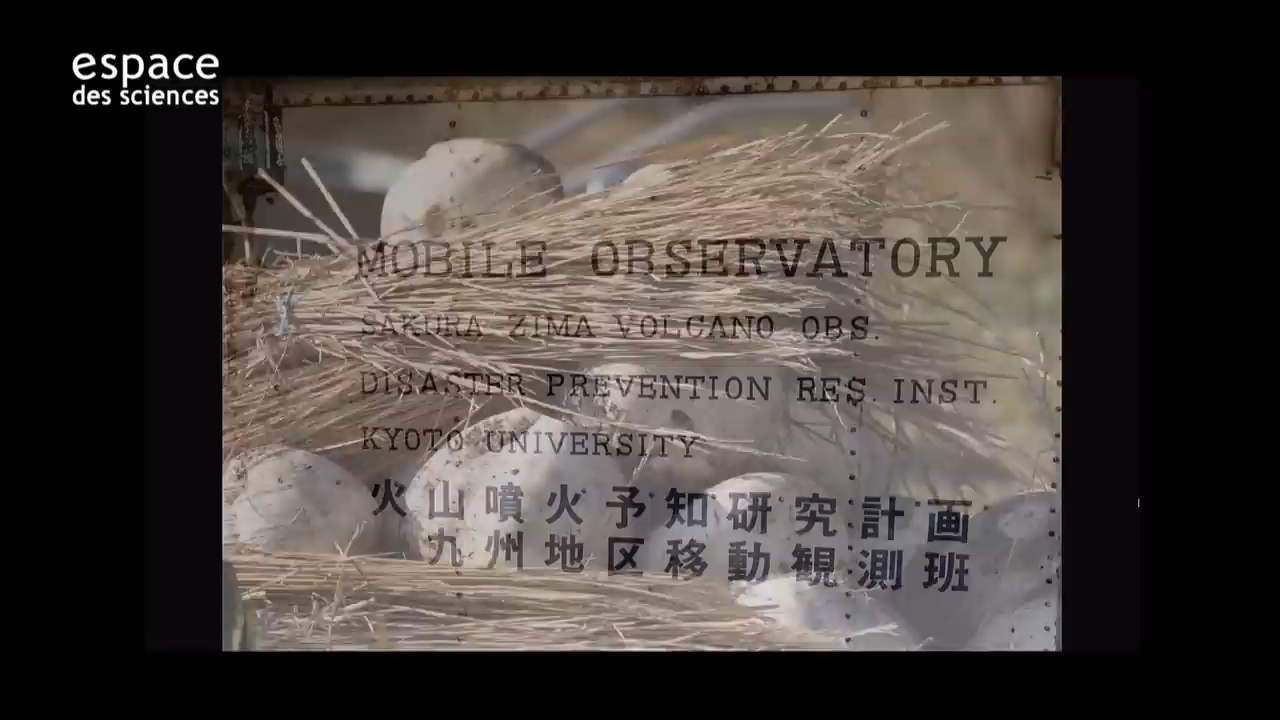 espace
des sciences
MOBILE OBSERVATORY
SAKURA ZIMA VOLCANO OBS.
DISASTER PREVENTION RES. INST.
KYOTO UNIVERSITY
火山噴火予知研究計画
九州地区移動観測班